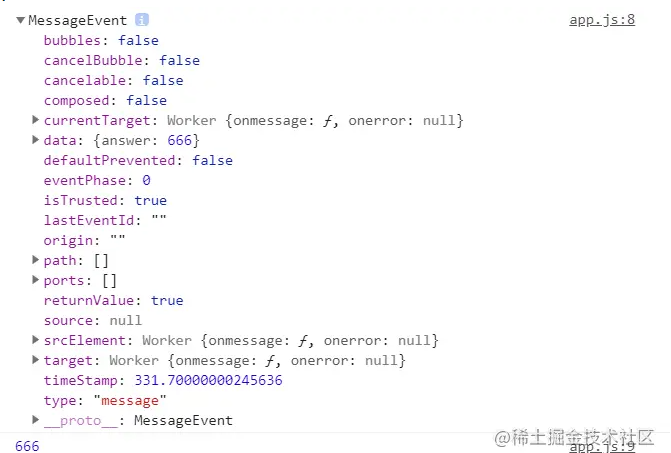 ▼MessageEvent i app.js:8
bubbles: false
cancelBubble: false
cancelable: false
composed: false
▶currentTarget: Worker {onmessage: ƒ, onerror: null}
▶data: {answer: 666}
defaultPrevented: false
eventPhase: 0
isTrusted: true
lastEventId: ""
origin: ""
▶path: []
▶ports: []
returnValue: true
source: null
▶srcElement: Worker {onmessage: ƒ, onerror: null}
▶target: Worker {onmessage: ƒ, onerror: null}
timeStamp: 331.70000000245636
type: "message"
▶__proto__: MessageEvent
666 app.js:9
@稀土掘金技术社区